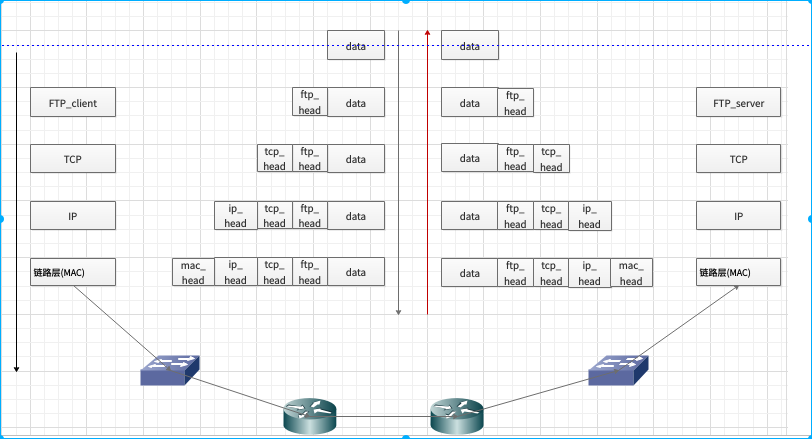 data data
FTP_client ftp_ data data ftp_ FTP_server
head head
TCP tcp_ ftp_ data data ftp_ tcp_ TCP
head head head head
IP ip_ tcp_ ftp_ data data ftp_ tcp_ ip_ IP
head head head head head head
链路层(MAC) mac_ ip_ tcp_ ftp_ data data ftp_ tcp_ ip_ mac_ 链路层(MAC)
head head head head head head head head